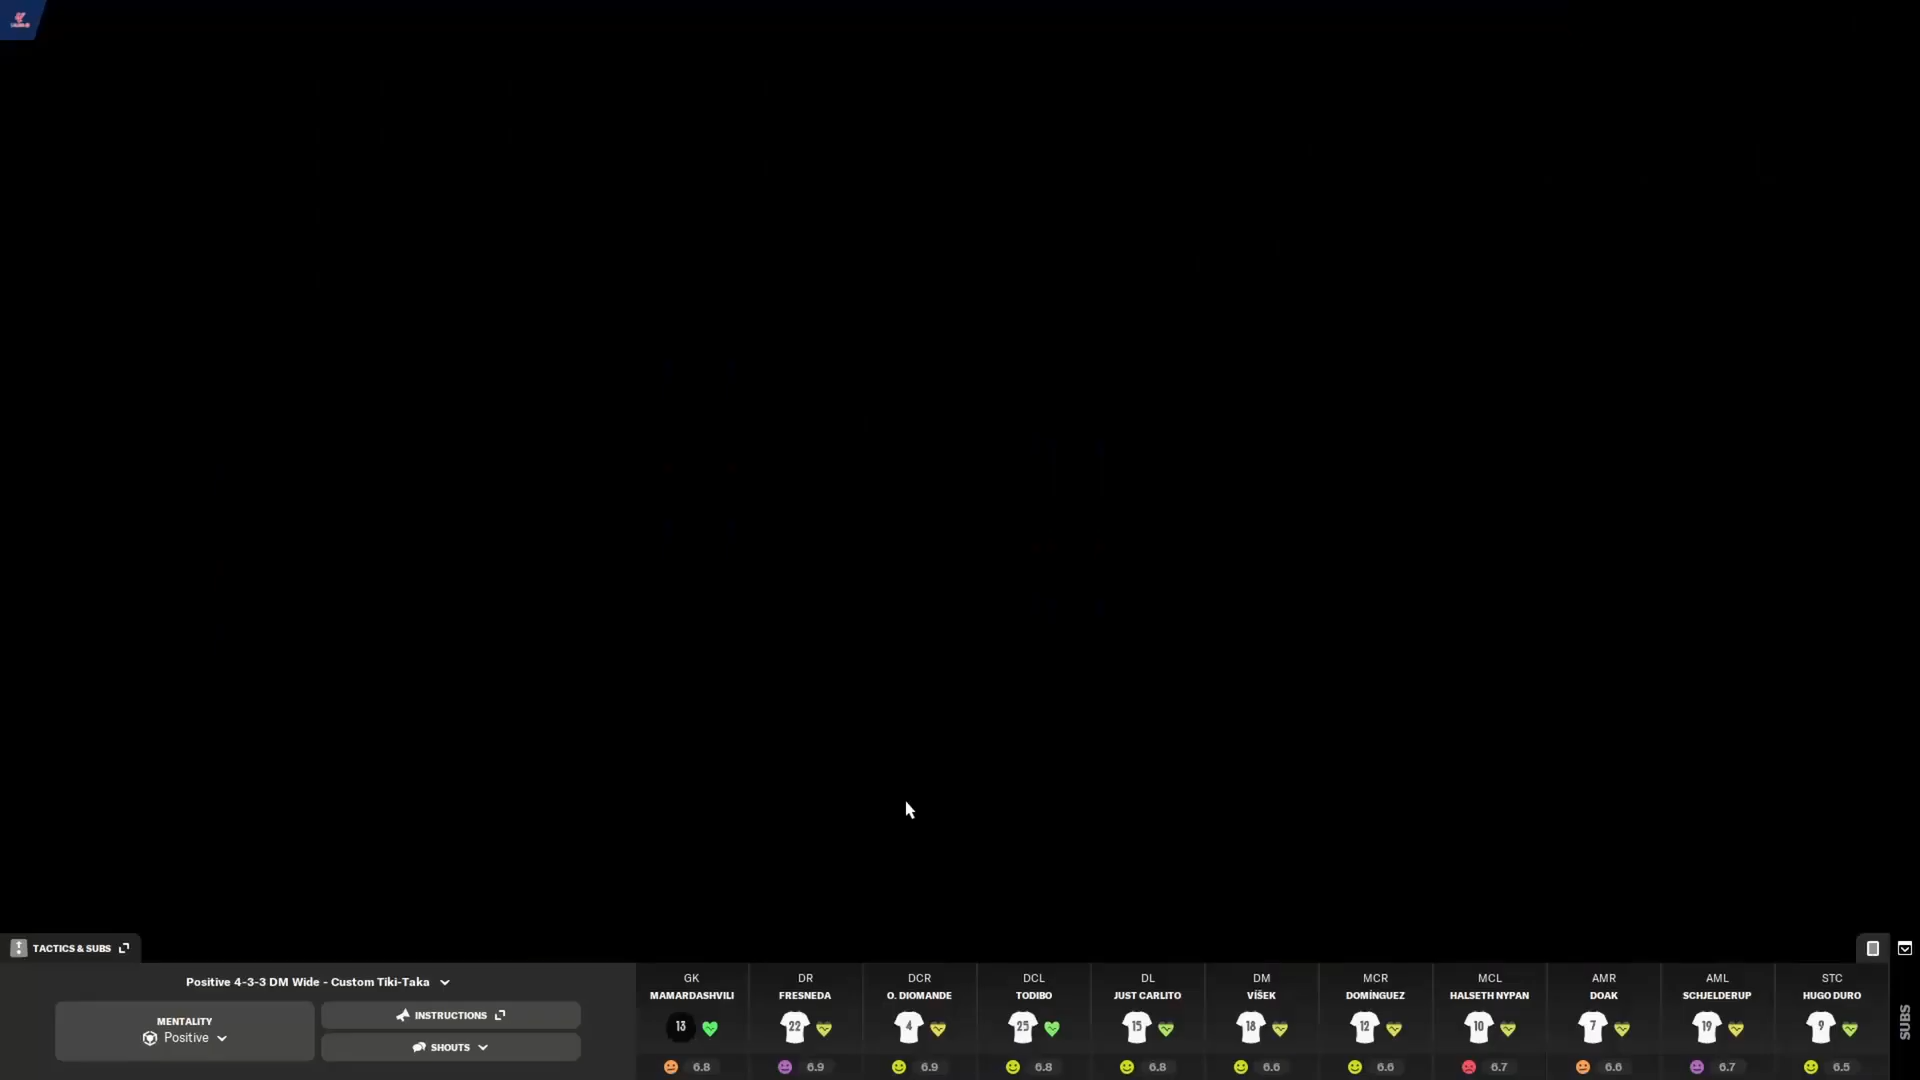 TACTICS & SUBS
Positive 4-3-3 DM Wide - Custom Tiki-Taka
MENTALITY
Positive
INSTRUCTIONS
SHOUTS
GK
MAMARDASHVILI
13
6.8
DR
FRESNEDA
22
6.9
DCR
O. DIOMANDE
4
6.9
DCL
TODIBO
25
6.8
DL
JUST CARLITO
15
6.8
DM
VÍŠEK
18
6.6
MCR
DOMÍNGUEZ
12
6.6
MCL
HALSETH NYPAN
10
6.7
AMR
DOAK
7
6.6
AML
SCHJELDERUP
19
6.7
STC
HUGO DURO
9
6.5
SUBS